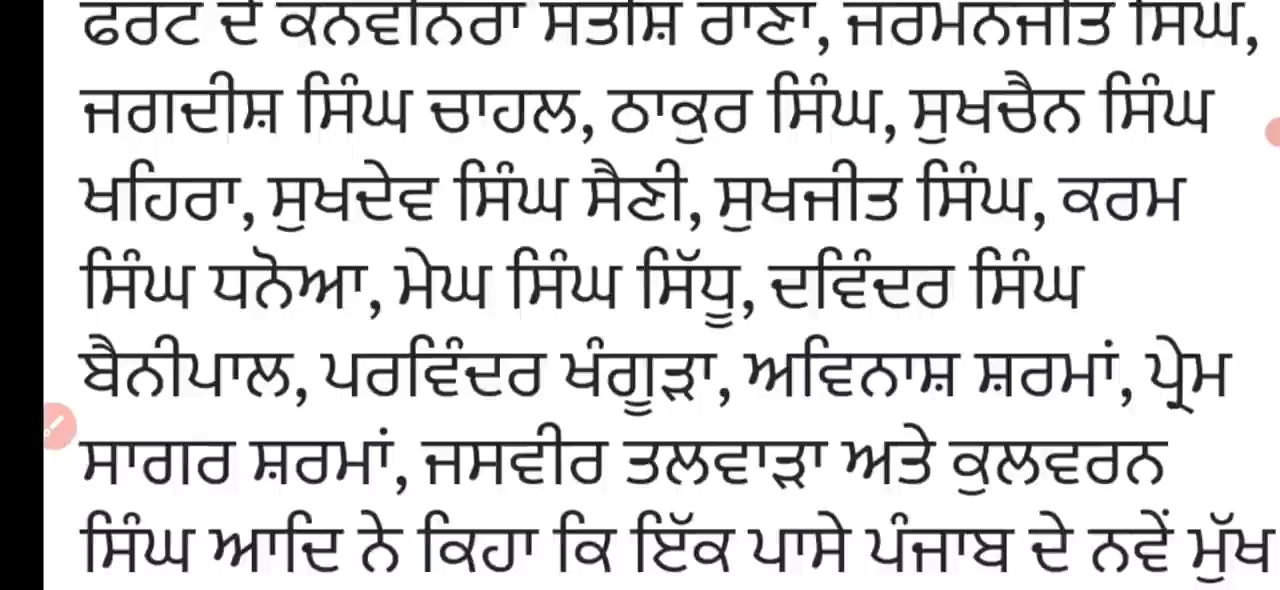 ਫਰੰਟ ਦੇ ਕਨਵੀਨਰਾਂ ਸਤੀਸ਼ ਰਾਣਾ, ਜਰਮਨਜੀਤ ਸਿੰਘ,
ਜਗਦੀਸ਼ ਸਿੰਘ ਚਾਹਲ, ਠਾਕੁਰ ਸਿੰਘ, ਸੁਖਚੈਨ ਸਿੰਘ
ਖਹਿਰਾ, ਸੁਖਦੇਵ ਸਿੰਘ ਸੈਣੀ, ਸੁਖਜੀਤ ਸਿੰਘ, ਕਰਮ
ਸਿੰਘ ਧਨੋਆ, ਮੇਘ ਸਿੰਘ ਸਿੱਧੂ, ਦਵਿੰਦਰ ਸਿੰਘ
ਬੈਨੀਪਾਲ, ਪਰਵਿੰਦਰ ਖੰਗੂੜਾ, ਅਵਿਨਾਸ਼ ਸ਼ਰਮਾਂ, ਪ੍ਰੇਮ
ਸਾਗਰ ਸ਼ਰਮਾਂ, ਜਸਵੀਰ ਤਲਵਾੜਾ ਅਤੇ ਕੁਲਵਰਨ
ਸਿੰਘ ਆਦਿ ਨੇ ਕਿਹਾ ਕਿ ਇੱਕ ਪਾਸੇ ਪੰਜਾਬ ਦੇ ਨਵੇਂ ਮੁੱਖ